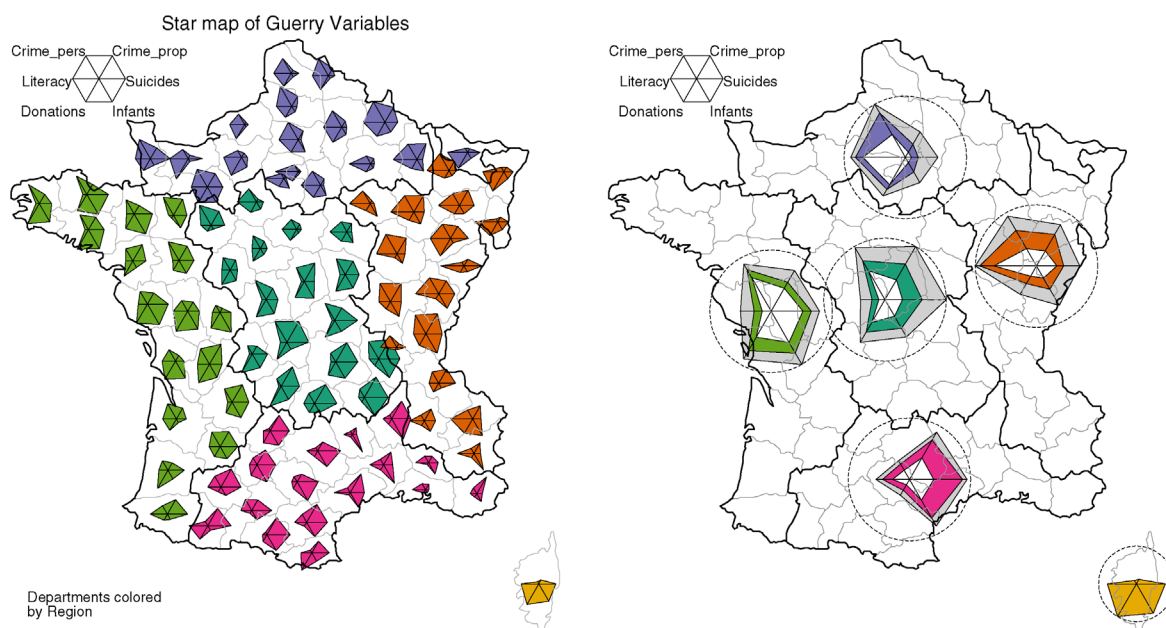 Star map of Guerry Variables
Crime_pers Crime_prop
Literacy Suicides
Donations Infants
Crime_pers Crime_prop
Literacy Suicides
Donations Infants
Departments colored
by Region